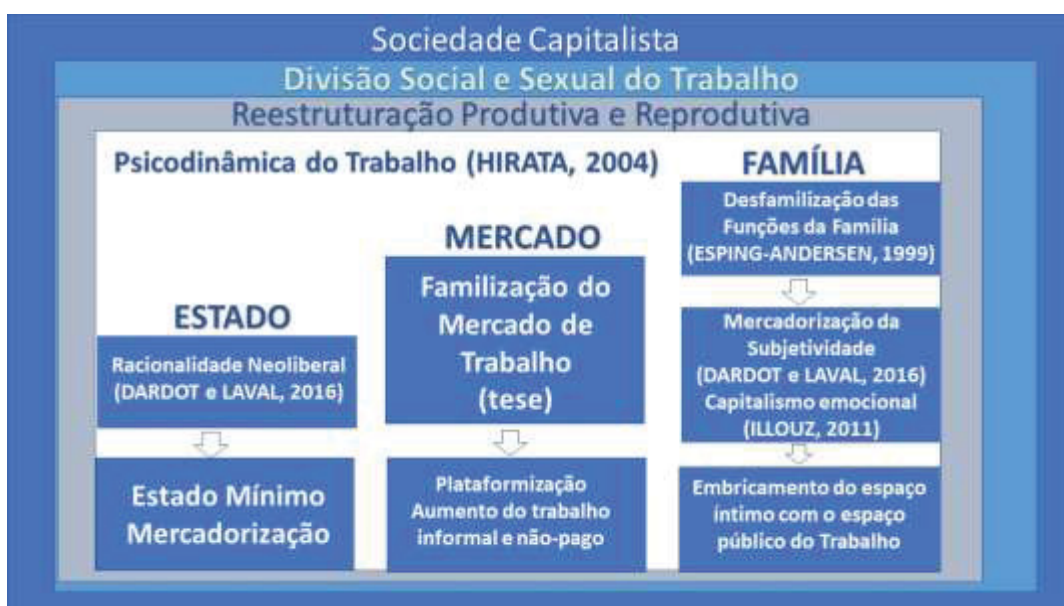 Sociedade Capitalista
Divisão Social e Sexual do Trabalho
Reestruturação Produtiva e Reprodutiva
Psicodinâmica do Trabalho (HIRATA, 2004)
ESTADO
Racionalidade Neoliberal
(DARDOT e LAVAL, 2016)
Estado Mínimo
Mercadorização
MERCADO
Familização do
Mercado de
Trabalho
(tese)
Plataformização
Aumento do trabalho
informal e não-pago
FAMÍLIA
Desfamilização das
Funções da Família
(ESPING-ANDERSEN, 1999)
Mercadorização da
Subjetividade
(DARDOT e LAVAL, 2016)
Capitalismo emocional
(ILLOUZ, 2011)
Embricamento do espaço
íntimo com o espaço
público do Trabalho